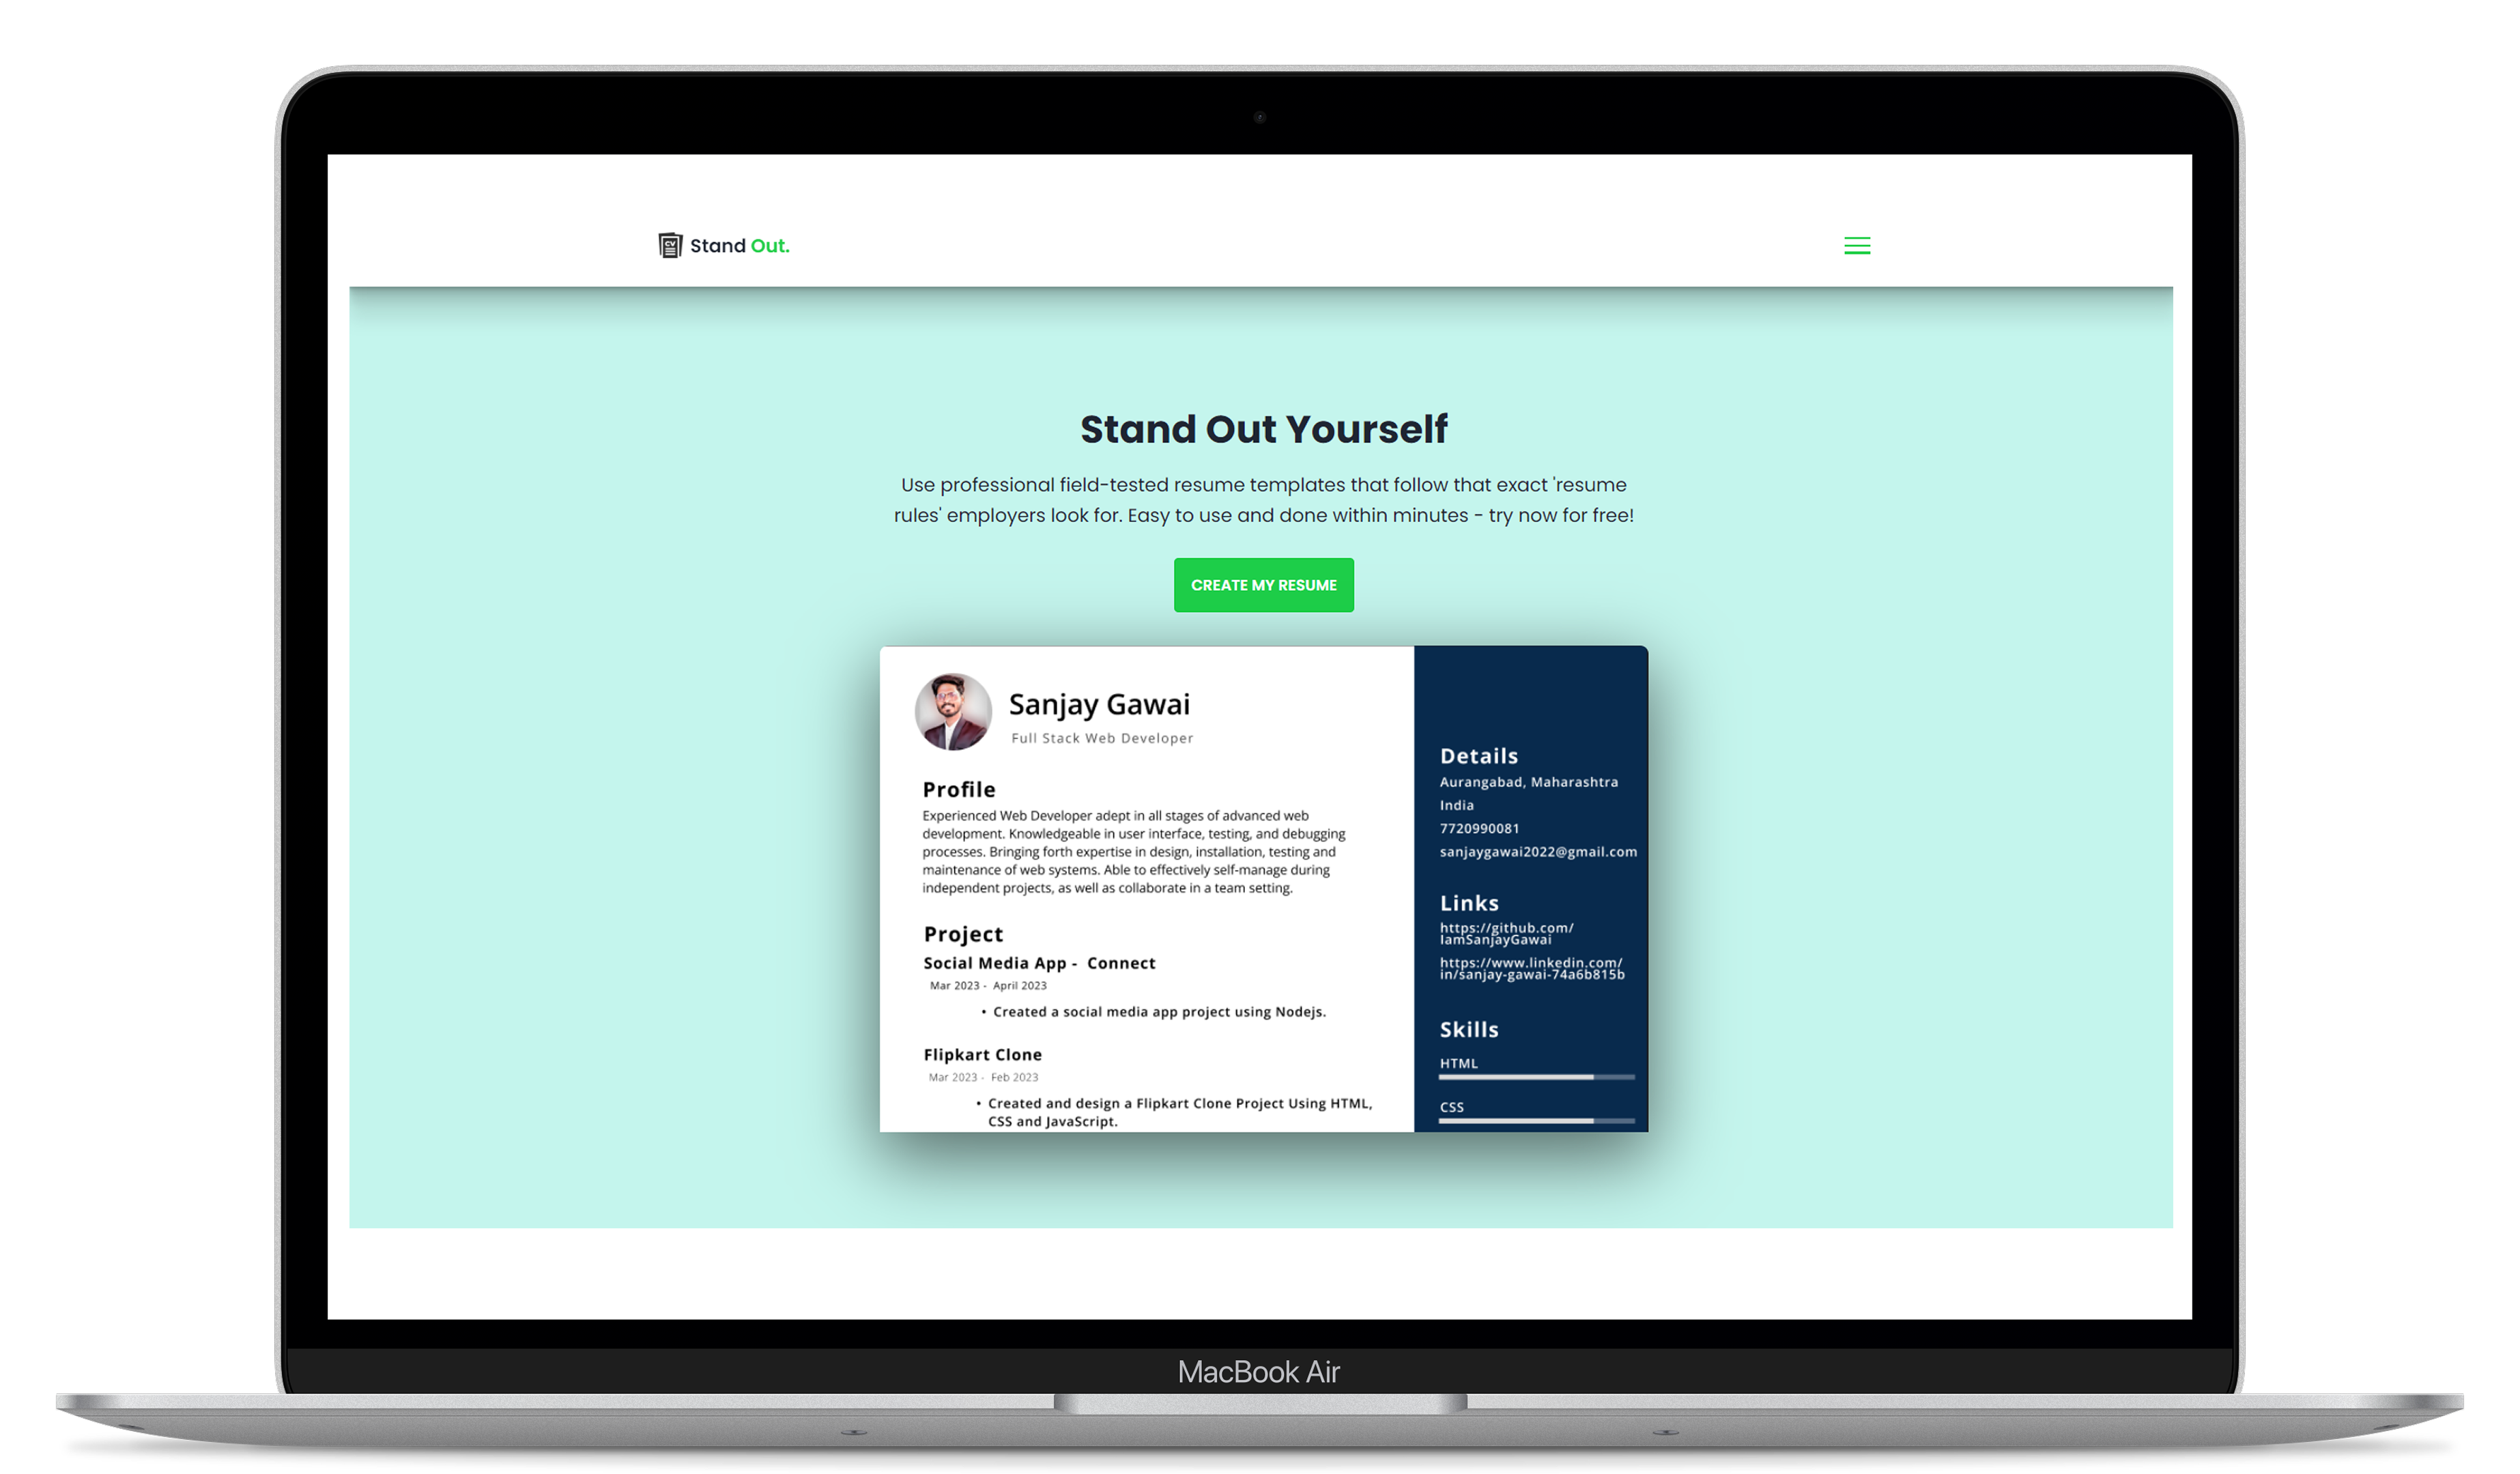 CV
Stand Out.
Stand Out Yourself
Use professional field-tested resume templates that follow that exact 'resume
rules' employers look for. Easy to use and done within minutes - try now for free!
CREATE MY RESUME
Sanjay Gawai
Full Stack Web Developer
Profile
Experienced Web Developer adept in all stages of advanced web
development. Knowledgeable in user interface, testing, and debugging
processes. Bringing forth expertise in design, installation, testing and
maintenance of web systems. Able to effectively self-manage during
independent projects, as well as collaborate in a team setting.
Project
Social Media App - Connect
Mar 2023 - April 2023
• Created a social media app project using Nodejs.
Flipkart Clone
Mar 2023 - Feb 2023
• Created and design a Flipkart Clone Project Using HTML,
CSS and JavaScript.
Details
Aurangabad, Maharashtra
India
7720990081
sanjaygawai2022@gmail.com
Links
https://github.com/
IamSanjayGawai
https://www.linkedin.com/
in/sanjay-gawai-74a6b815b
Skills
HTML
CSS
MacBook Air